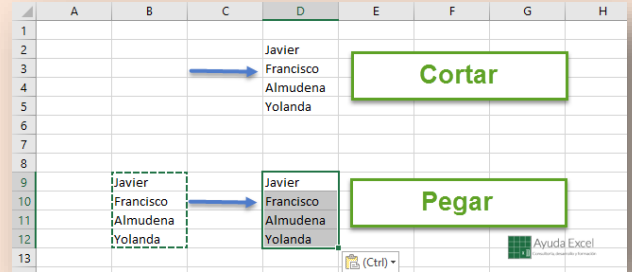 A B C D E F G H
1
2 Javier
3 Francisco Cortar
4 Almudena
5 Yolanda
6
7
8
9 Javier Javier
10 Francisco Francisco Pegar
11 Almudena Almudena
12 Yolanda Yolanda Ayuda Excel
13 (Ctrl)